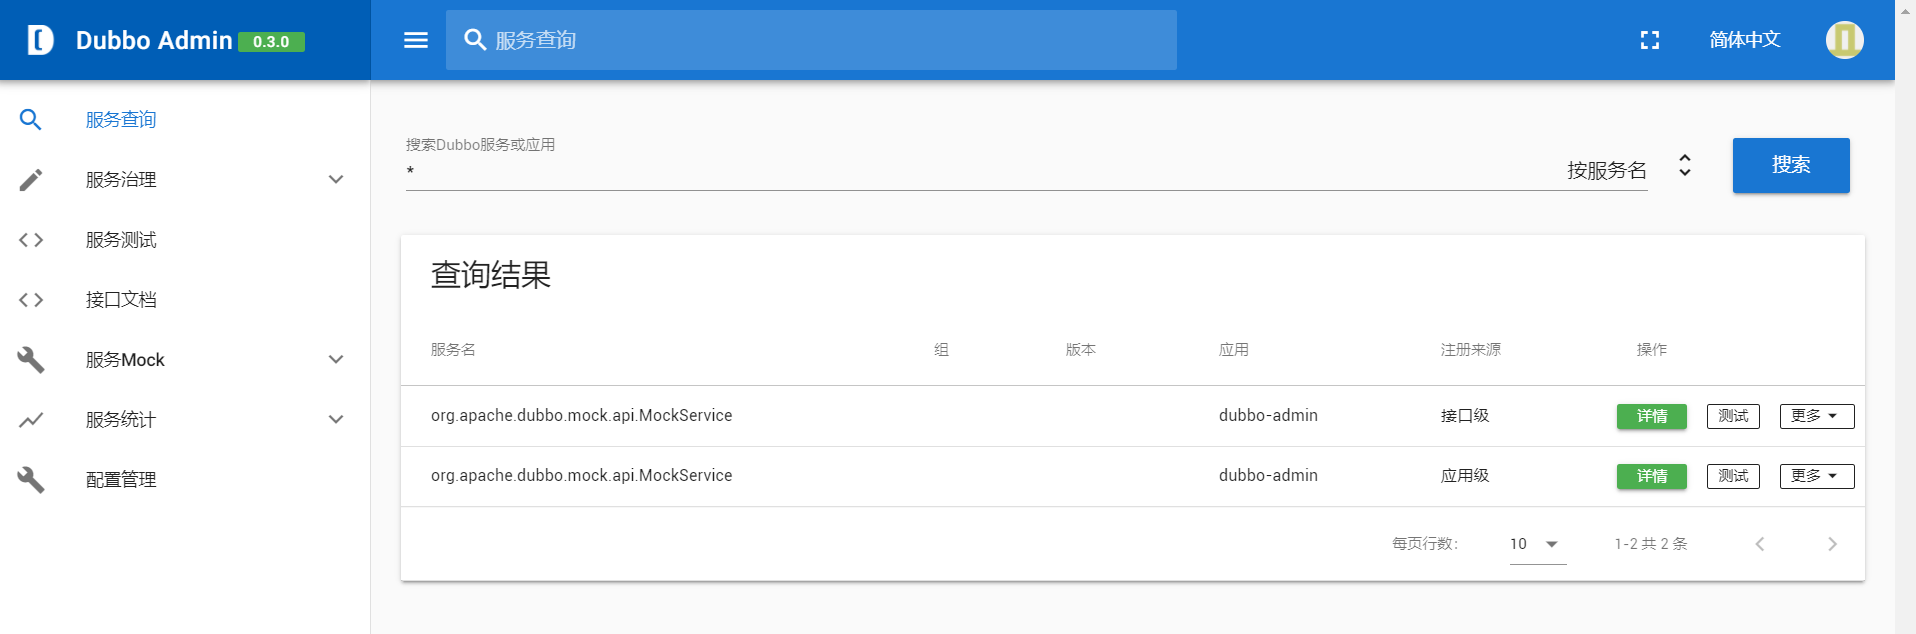 Dubbo Admin 0.3.0
服务查询
简体中文
服务查询
服务治理
服务测试
接口文档
服务Mock
服务统计
配置管理
搜索Dubbo服务或应用
*
按服务名
搜索
查询结果
服务名 组 版本 应用 注册来源 操作
org.apache.dubbo.mock.api.MockService dubbo-admin 接口级 详情 测试 更多
org.apache.dubbo.mock.api.MockService dubbo-admin 应用级 详情 测试 更多
每页行数: 10 1-2 共 2 条